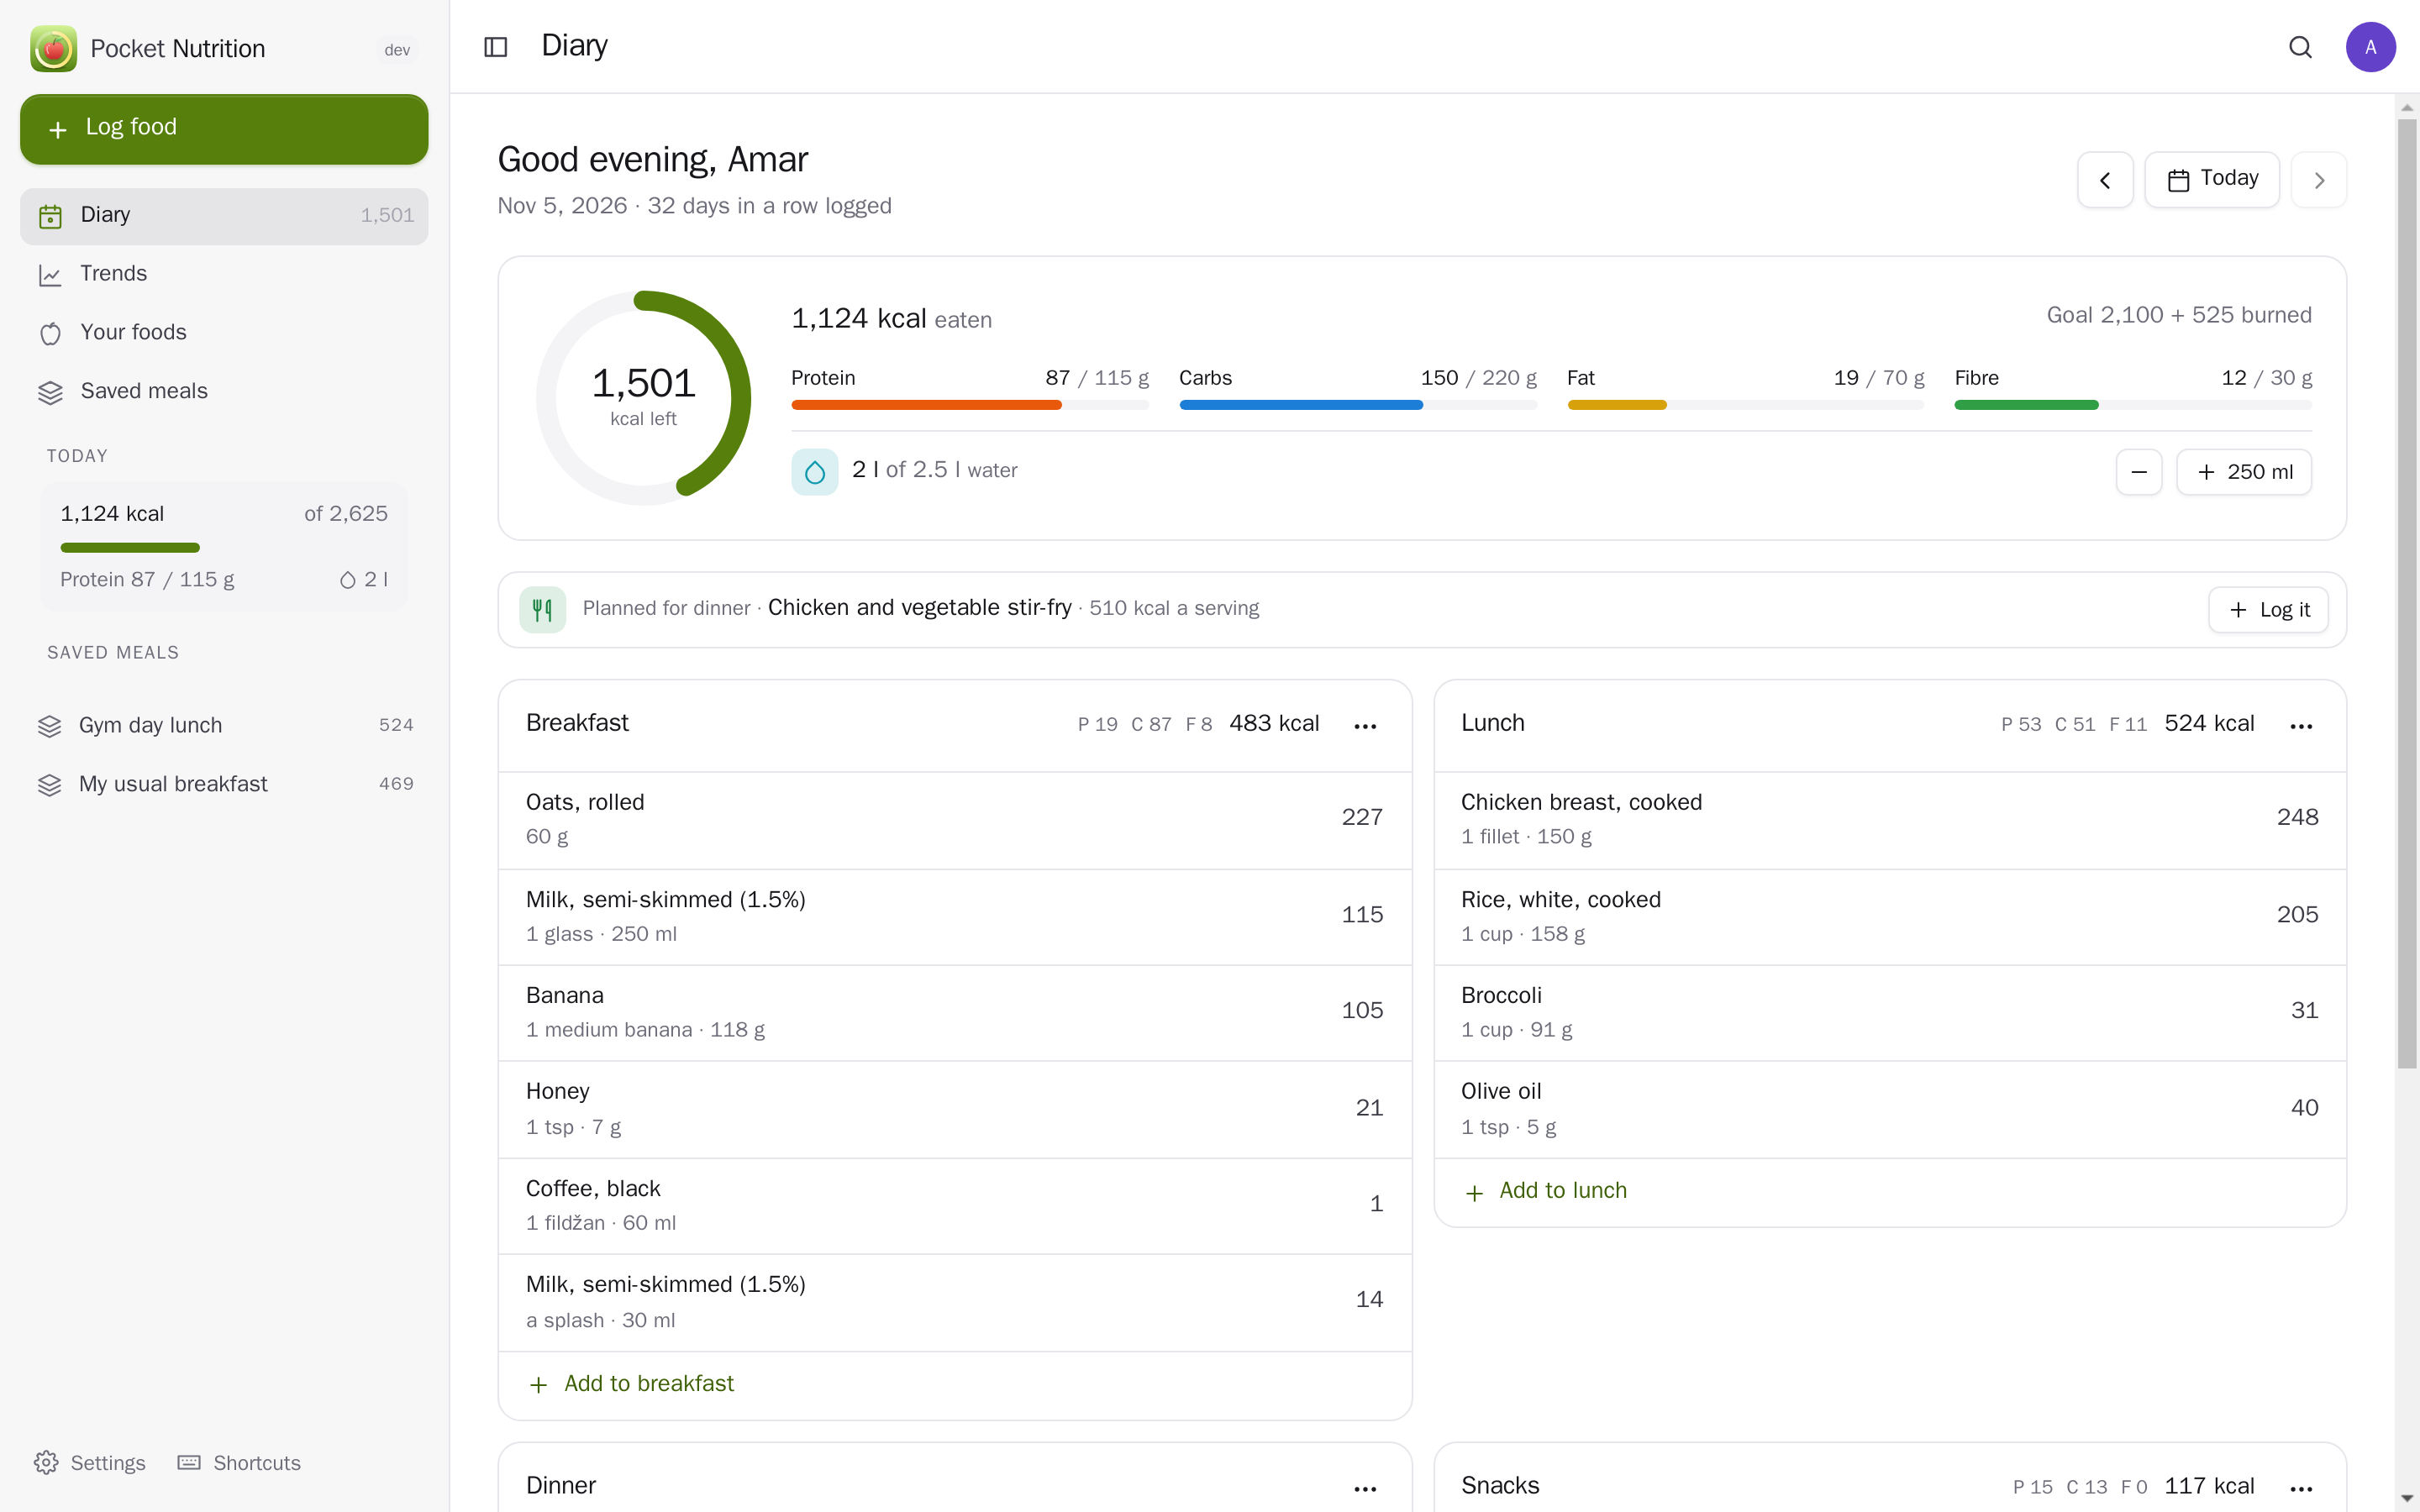 Pocket Nutrition
dev
Log food
Diary 1,501
Trends
Your foods
Saved meals
TODAY
1,124 kcal of 2,625
Protein 87 / 115 g 2 l
SAVED MEALS
Gym day lunch 524
My usual breakfast 469
Settings Shortcuts
Diary
A
Good evening, Amar
Nov 5, 2026 · 32 days in a row logged
Today
1,501
kcal left
1,124 kcal eaten
Goal 2,100 + 525 burned
Protein 87 / 115 g
Carbs 150 / 220 g
Fat 19 / 70 g
Fibre 12 / 30 g
2 l of 2.5 l water
250 ml
Planned for dinner · Chicken and vegetable stir-fry · 510 kcal a serving
Log it
Breakfast P 19 C 87 F 8 483 kcal
Oats, rolled
60 g
227
Milk, semi-skimmed (1.5%)
1 glass · 250 ml
115
Banana
1 medium banana · 118 g
105
Honey
1 tsp · 7 g
21
Coffee, black
1 fildžan · 60 ml
1
Milk, semi-skimmed (1.5%)
a splash · 30 ml
14
Add to breakfast
Lunch P 53 C 51 F 11 524 kcal
Chicken breast, cooked
1 fillet · 150 g
248
Rice, white, cooked
1 cup · 158 g
205
Broccoli
1 cup · 91 g
31
Olive oil
1 tsp · 5 g
40
Add to lunch
Dinner
Snacks P 15 C 13 F 0 117 kcal